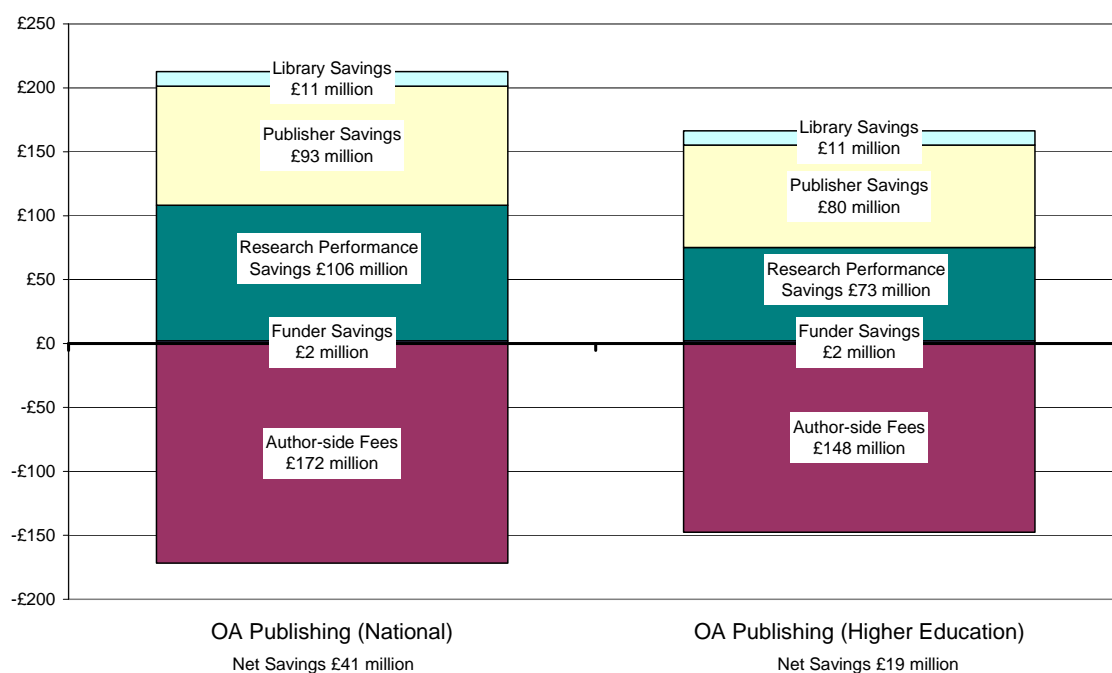 £250
£200
£150
£100
£50
£0
-£50
-£100
-£150
-£200
Library Savings
£11 million
Publisher Savings
£93 million
Research Performance
Savings £106 million
Funder Savings
£2 million
Author-side Fees
£172 million
Library Savings
£11 million
Publisher Savings
£80 million
Research Performance
Savings £73 million
Funder Savings
£2 million
Author-side Fees
£148 million
OA Publishing (National)
Net Savings £41 million
OA Publishing (Higher Education)
Net Savings £19 million